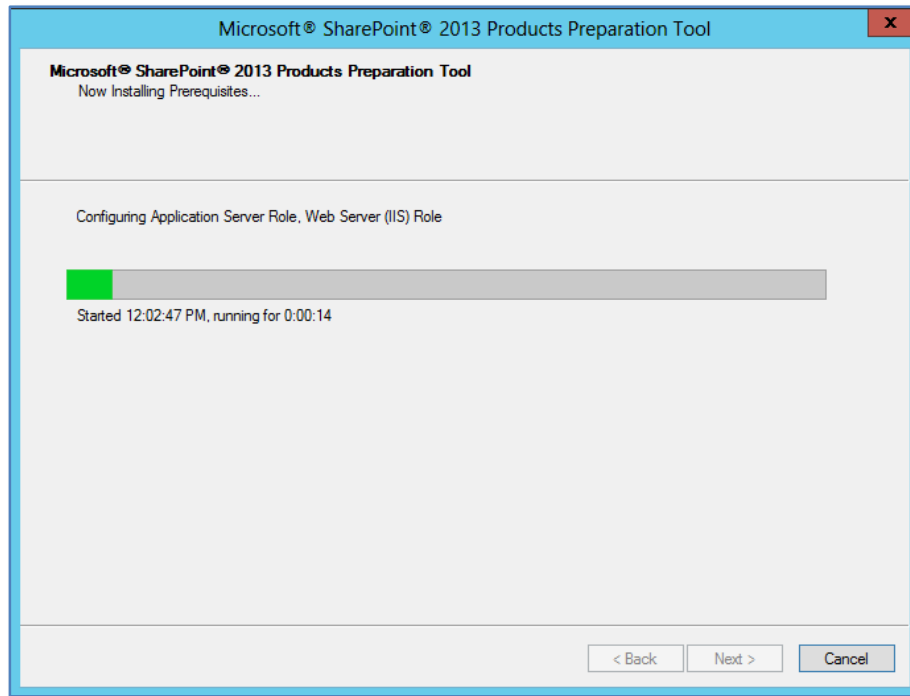 Microsoft® SharePoint® 2013 Products Preparation Tool
x
Microsoft® SharePoint® 2013 Products Preparation Tool
Now Installing Prerequisites...
Configuring Application Server Role, Web Server (IIS) Role
Started 12:02:47 PM, running for 0:00:14
< Back Next > Cancel